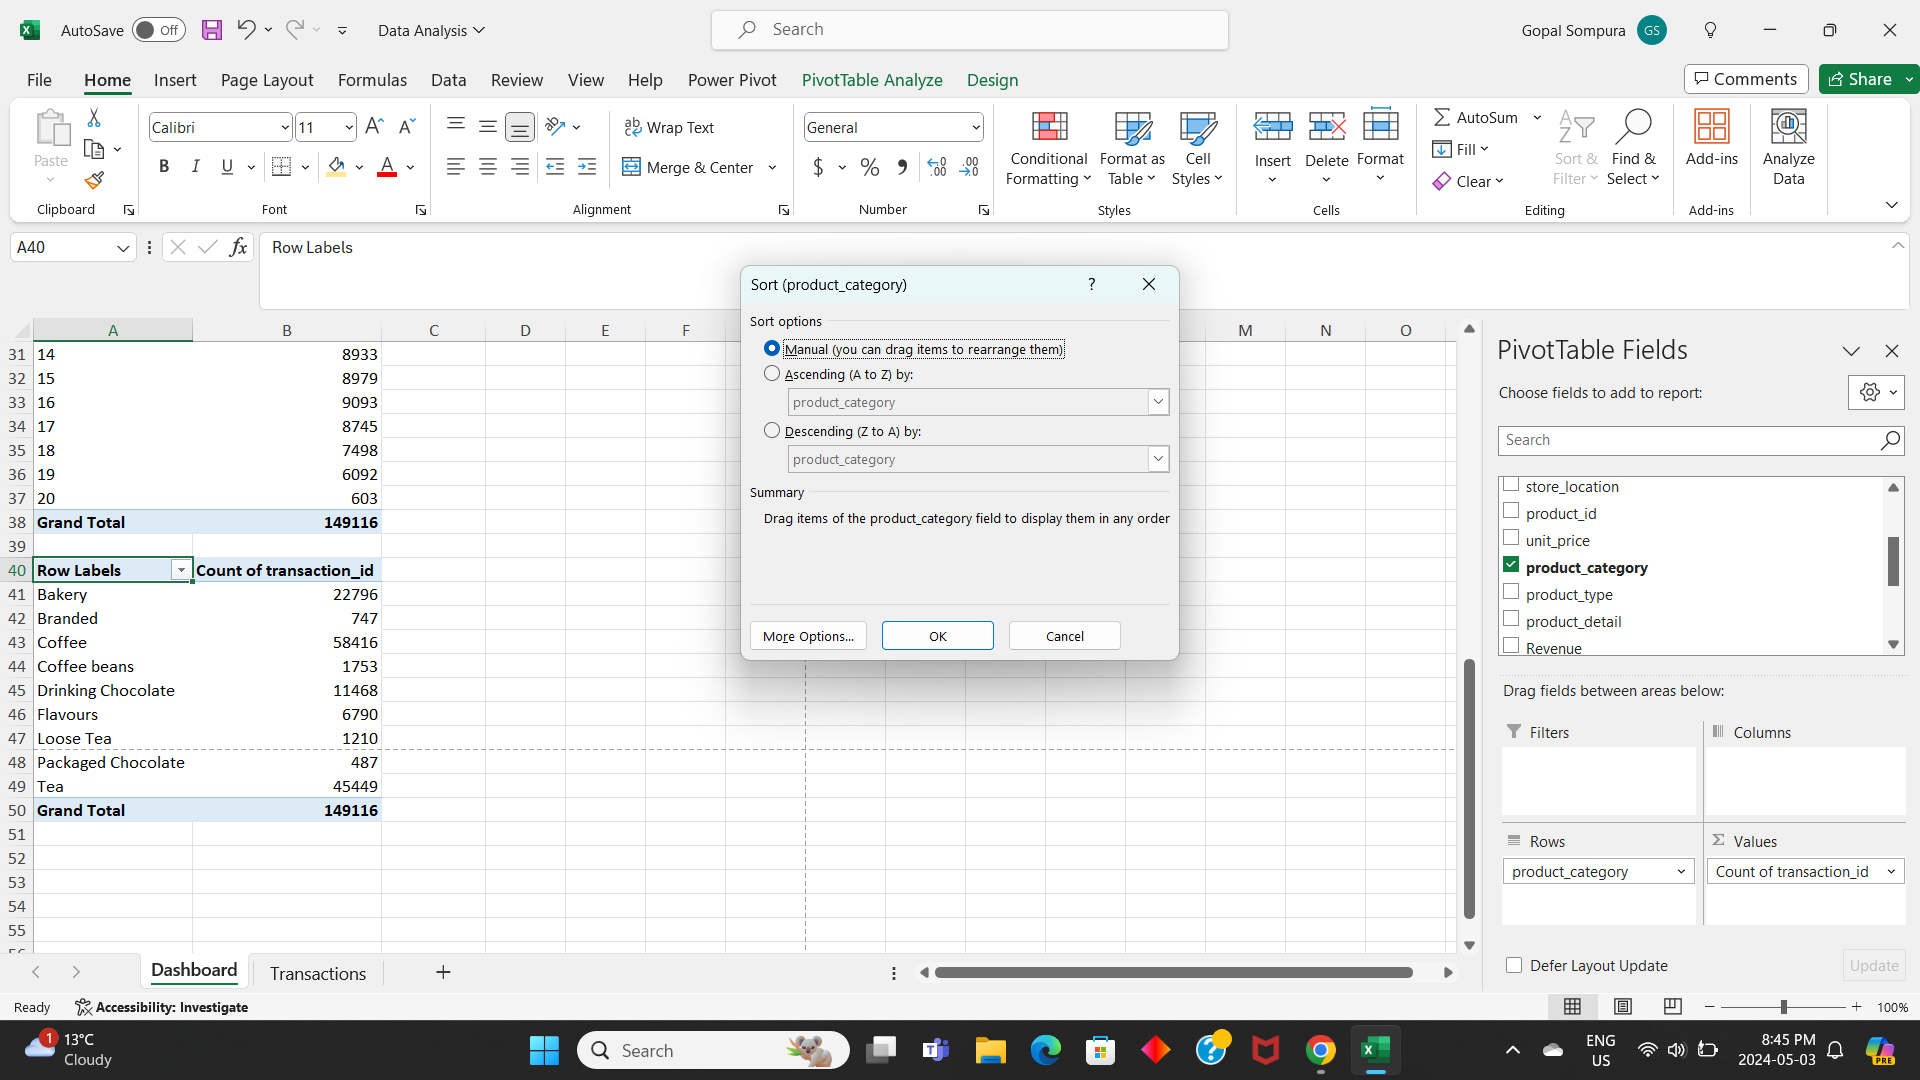 AutoSave Off Data Analysis Search Gopal Sompura GS
File Home Insert Page Layout Formulas Data Review View Help Power Pivot PivotTable Analyze Design Comments Share
Paste
Calibri 11
B I U A
Wrap Text
Merge & Center
General
$ %
Conditional Formatting
Format as Table
Cell Styles
Insert Delete Format
AutoSum
Fill
Clear
Sort & Filter
Find & Select
Add-ins
Analyze Data
Clipboard Font Alignment Number Styles Cells Editing Add-ins
A40 fx Row Labels
A B C D E F M N O
31 14 8933
32 15 8979
33 16 9093
34 17 8745
35 18 7498
36 19 6092
37 20 603
38 Grand Total 149116
39
40 Row Labels Count of transaction_id
41 Bakery 22796
42 Branded 747
43 Coffee 58416
44 Coffee beans 1753
45 Drinking Chocolate 11468
46 Flavours 6790
47 Loose Tea 1210
48 Packaged Chocolate 487
49 Tea 45449
50 Grand Total 149116
51
52
53
54
55
Sort (product_category) ?
Sort options
Manual (you can drag items to rearrange them)
Ascending (A to Z) by:
product_category
Descending (Z to A) by:
product_category
Summary
Drag items of the product_category field to display them in any order
More Options... OK Cancel
PivotTable Fields
Choose fields to add to report:
Search
store_location
product_id
unit_price
product_category
product_type
product_detail
Revenue
Drag fields between areas below:
Filters Columns
Rows Σ Values
product_category Count of transaction_id
Defer Layout Update Update
Dashboard Transactions
Ready Accessibility: Investigate 100%
1 13°C
Cloudy
Search
ENG
US
8:45 PM
2024-05-03
PRE